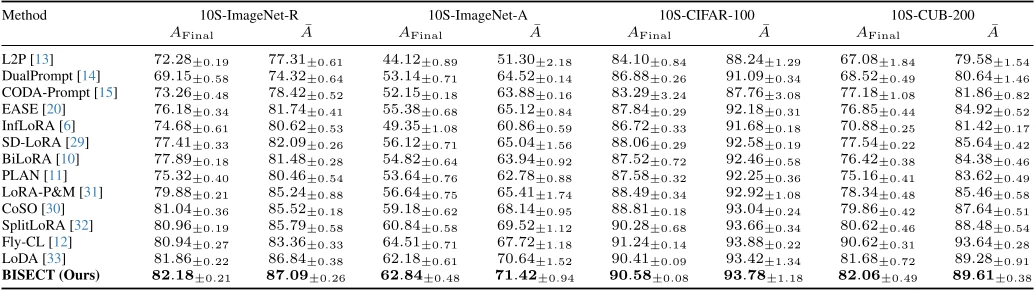 Method 10S-ImageNet-R 10S-ImageNet-A 10S-CIFAR-100 10S-CUB-200
A_Final Ā A_Final Ā A_Final Ā A_Final Ā
L2P [13] 72.28±0.19 77.31±0.61 44.12±0.89 51.30±2.18 84.10±0.84 88.24±1.29 67.08±1.84 79.58±1.54
DualPrompt [14] 69.15±0.58 74.32±0.64 53.14±0.71 64.52±0.14 86.88±0.26 91.09±0.34 68.52±0.49 80.64±1.46
CODA-Prompt [15] 73.26±0.48 78.42±0.52 52.15±0.18 63.88±0.16 83.29±3.24 87.76±3.08 77.18±1.08 81.86±0.82
EASE [20] 76.18±0.34 81.74±0.41 55.38±0.68 65.12±0.84 87.84±0.29 92.18±0.31 76.85±0.44 84.92±0.52
InfLoRA [6] 74.68±0.61 80.62±0.53 49.35±1.08 60.86±0.59 86.72±0.33 91.68±0.18 70.88±0.25 81.42±0.17
SD-LoRA [29] 77.41±0.33 82.09±0.26 56.12±0.71 65.04±1.56 88.06±0.29 92.58±0.19 77.54±0.22 85.64±0.42
BiLoRA [10] 77.89±0.18 81.48±0.28 54.82±0.64 63.94±0.92 87.52±0.72 92.46±0.58 76.42±0.38 84.38±0.46
PLAN [11] 75.32±0.40 80.46±0.54 53.64±0.76 62.78±0.88 87.58±0.32 92.25±0.36 75.16±0.41 83.62±0.49
LoRA-P&M [31] 79.88±0.21 85.24±0.88 56.64±0.75 65.41±1.74 88.49±0.34 92.92±1.08 78.34±0.48 85.46±0.58
CoSO [30] 81.04±0.36 85.52±0.18 59.18±0.62 68.14±0.95 88.81±0.18 93.04±0.24 79.86±0.42 87.64±0.51
SplitLoRA [32] 80.96±0.19 85.79±0.58 60.84±0.58 69.52±1.12 90.28±0.68 93.66±0.34 80.62±0.46 88.48±0.54
Fly-CL [12] 80.94±0.27 83.36±0.33 64.51±0.71 67.72±1.18 91.24±0.14 93.88±0.22 90.62±0.31 93.64±0.28
LoDA [33] 81.86±0.22 86.84±0.38 62.18±0.61 70.64±1.52 90.41±0.09 93.42±1.34 81.68±0.72 89.28±0.91
BISECT (Ours) 82.18±0.21 87.09±0.26 62.84±0.48 71.42±0.94 90.58±0.08 93.78±1.18 82.06±0.49 89.61±0.38